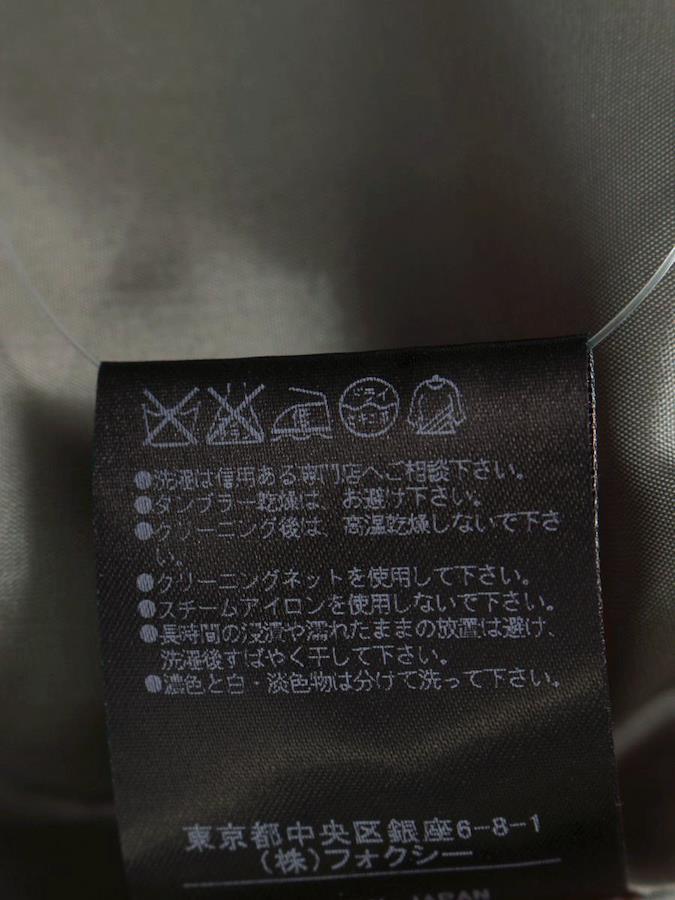 ドライ
●洗濯は信用ある専門店へご相談下さい。
●タンブラー乾燥は、お避け下さい。
●クリーニング後は、高温乾燥しないで下さ
い。
●クリーニングネットを使用して下さい。
●スチームアイロンを使用しないで下さい。
●長時間の浸漬や濡れたままの放置は避け、
洗濯後すばやく干して下さい。
●濃色と白・淡色物は分けて洗って下さい。
東京都中央区銀座6-8-1
(株)フォクシー
JAPAN